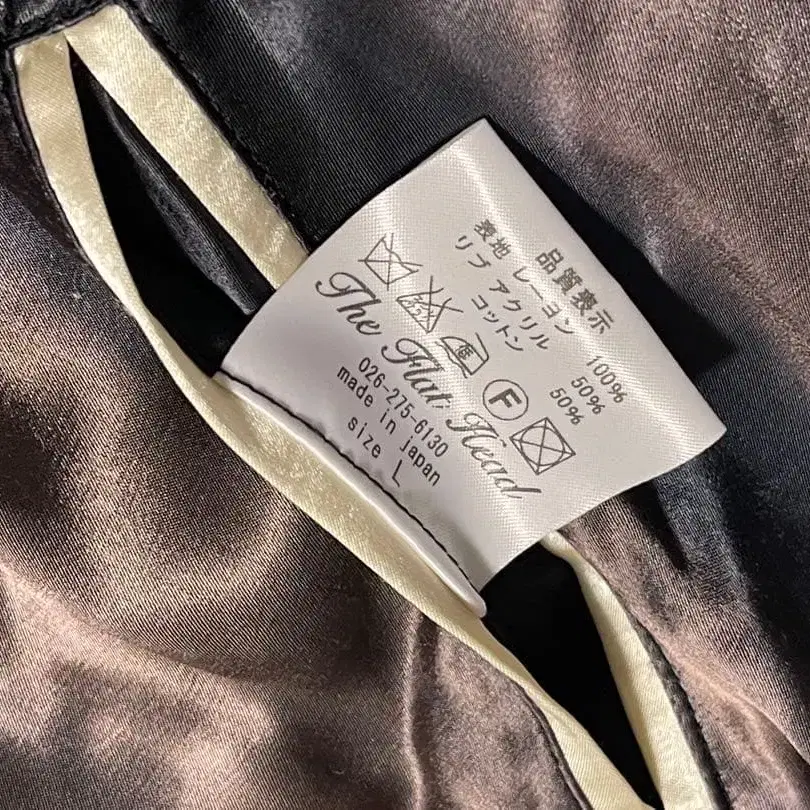 品質表示
表地 レーヨン 100%
リブ アクリル 50%
コットン 50%
F
The Flat Head
026-275-6130
made in japan
size L